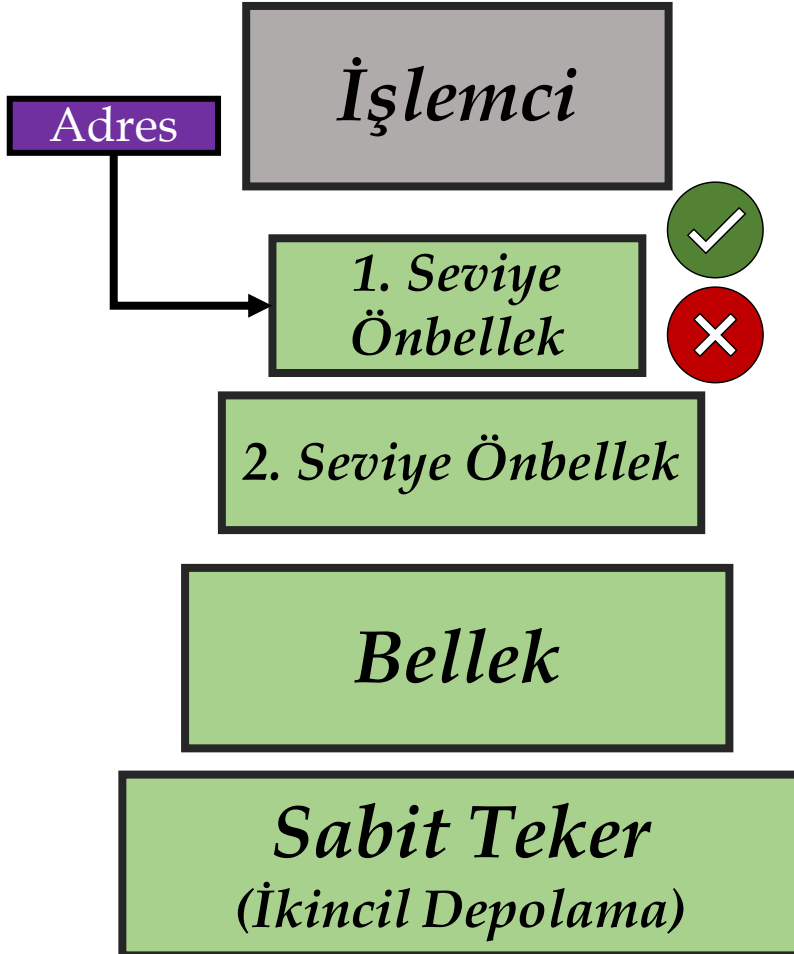 İşlemci
Adres
1. Seviye
Önbellek
2. Seviye Önbellek
Bellek
Sabit Teker
(İkincil Depolama)